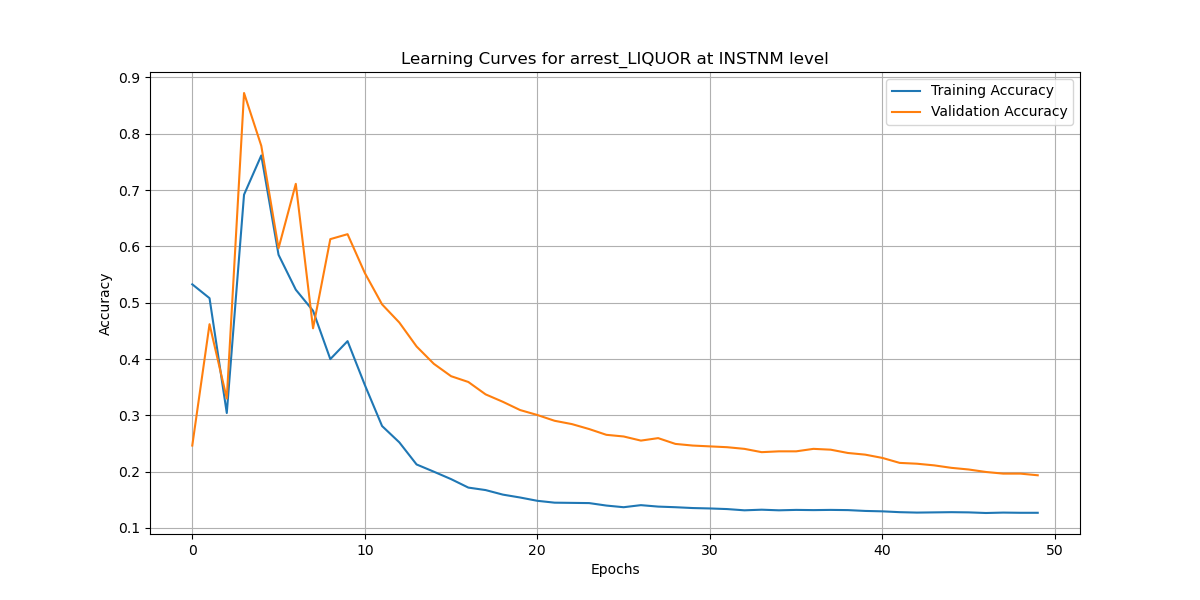 Learning Curves for arrest_LIQUOR at INSTNM level
Training Accuracy
Validation Accuracy
Accuracy
0.9
0.8
0.7
0.6
0.5
0.4
0.3
0.2
0.1
0 10 20 30 40 50
Epochs